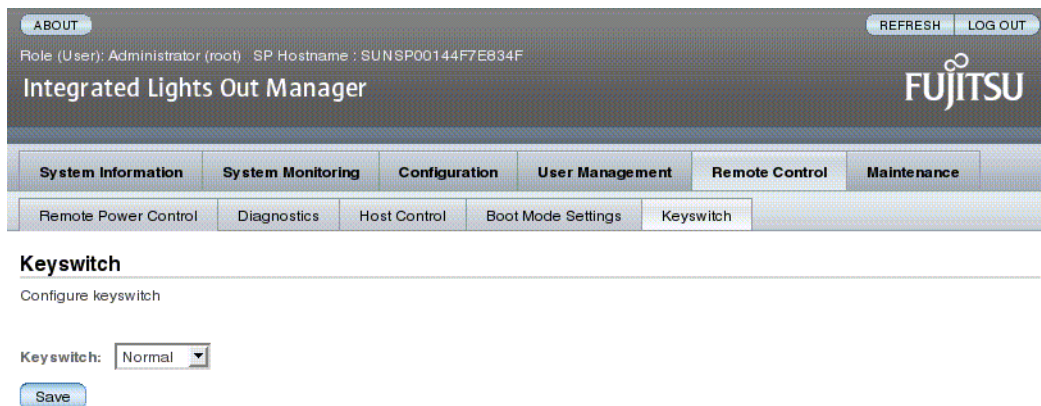 ABOUT
REFRESH LOG OUT
Role (User): Administrator (root) SP Hostname : SUNSP00144F7E834F
Integrated Lights Out Manager
FUJITSU
System Information System Monitoring Configuration User Management Remote Control Maintenance
Remote Power Control Diagnostics Host Control Boot Mode Settings Keyswitch
Keyswitch
Configure keyswitch
Keyswitch: Normal
Save